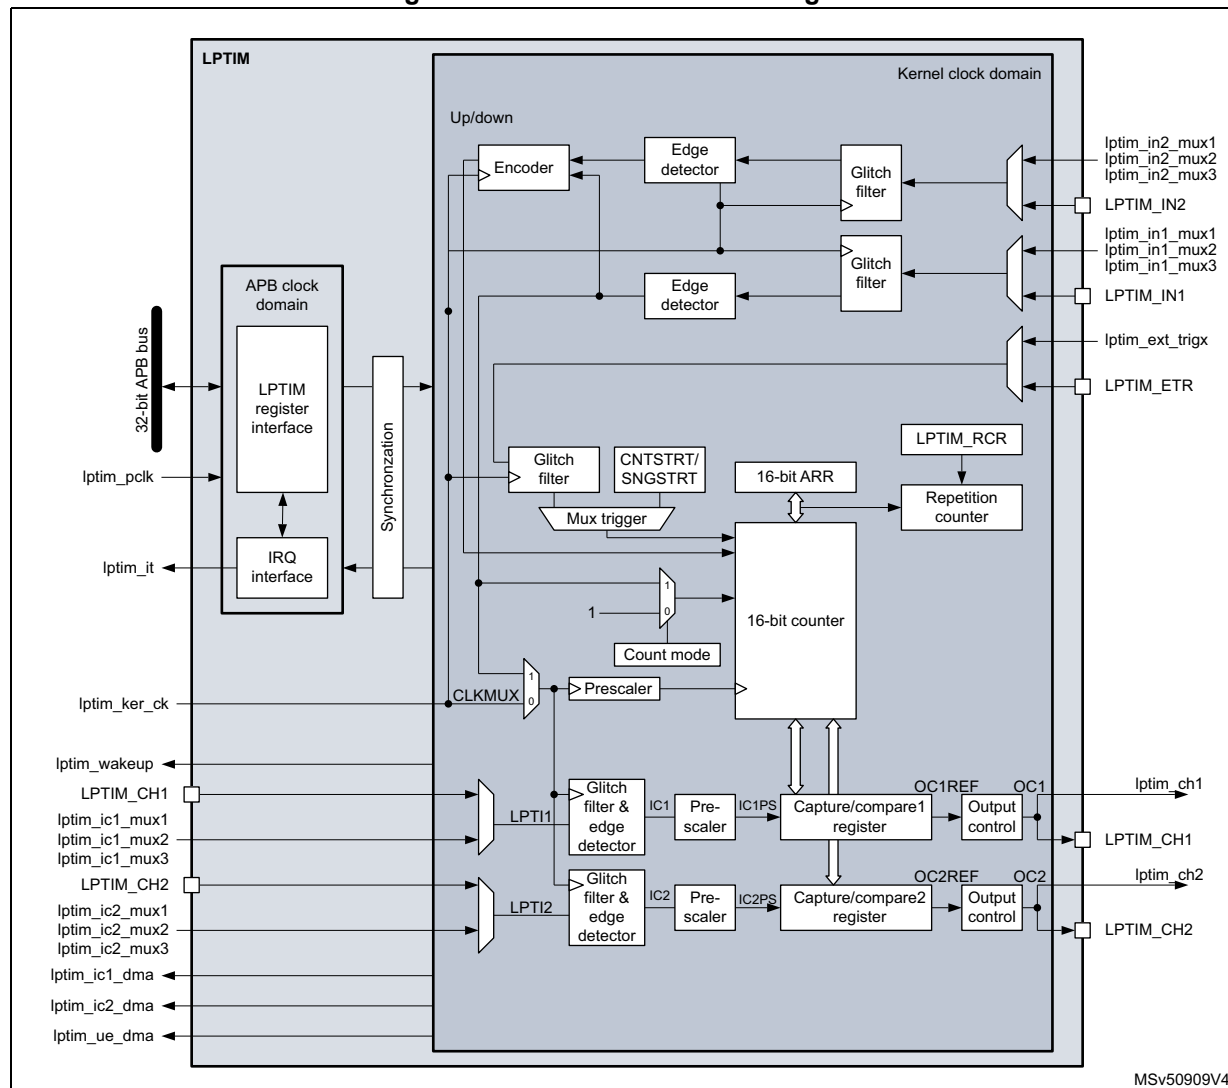 LPTIM
Kernel clock domain
Up/down
Encoder
Edge
detector
Glitch
filter
lptim_in2_mux1
lptim_in2_mux2
lptim_in2_mux3
LPTIM_IN2
Edge
detector
Glitch
filter
lptim_in1_mux1
lptim_in1_mux2
lptim_in1_mux3
LPTIM_IN1
APB clock
domain
32-bit APB bus
LPTIM
register
interface
Synchronzation
lptim_ext_trigx
LPTIM_ETR
lptim_pclk
Glitch
filter
CNTSTRT/
SNGSTRT
Mux trigger
16-bit ARR
LPTIM_RCR
Repetition
counter
lptim_it
IRQ
interface
1
1
0
16-bit counter
Count mode
lptim_ker_ck
CLKMUX
1
0
Prescaler
lptim_wakeup
LPTIM_CH1
lptim_ic1_mux1
lptim_ic1_mux2
lptim_ic1_mux3
LPTI1
Glitch
filter &
edge
detector
IC1
Pre-
scaler
IC1PS
Capture/compare1
register
OC1REF
Output
control
OC1
lptim_ch1
LPTIM_CH1
LPTIM_CH2
lptim_ic2_mux1
lptim_ic2_mux2
lptim_ic2_mux3
LPTI2
Glitch
filter &
edge
detector
IC2
Pre-
scaler
IC2PS
Capture/compare2
register
OC2REF
Output
control
OC2
lptim_ch2
LPTIM_CH2
lptim_ic1_dma
lptim_ic2_dma
lptim_ue_dma
MSv50909V4